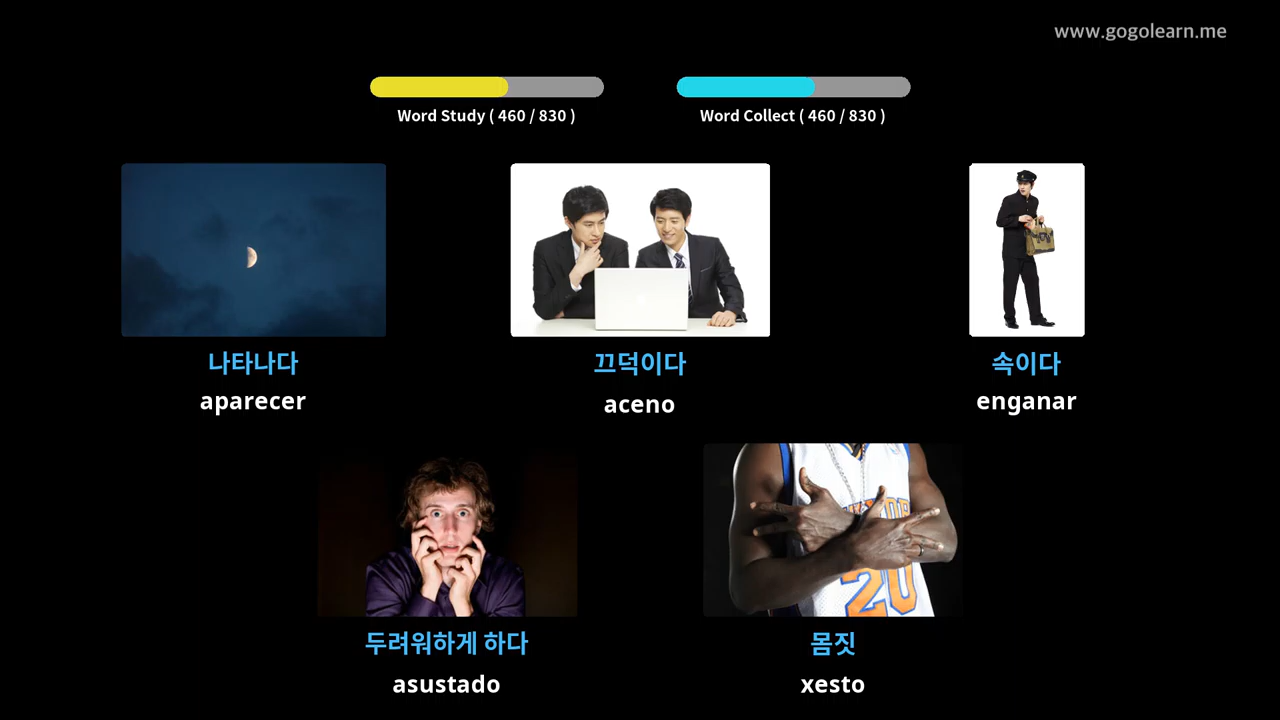 www.gogolearn.me
Word Study ( 460 / 830 )
Word Collect ( 460 / 830 )
나타나다
aparecer
끄덕이다
aceno
속이다
enganar
두려워하게 하다
asustado
몸짓
xesto
20